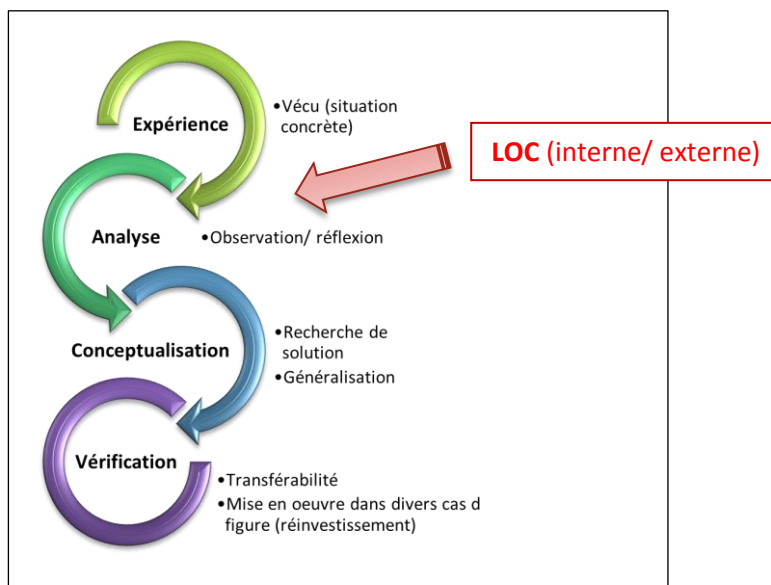 Expérience
•Vécu (situation
concrète)
LOC (interne/ externe)
Analyse
•Observation/ réflexion
Conceptualisation
•Recherche de
solution
•Généralisation
Vérification
•Transférabilité
•Mise en oeuvre dans divers cas d
figure (réinvestissement)